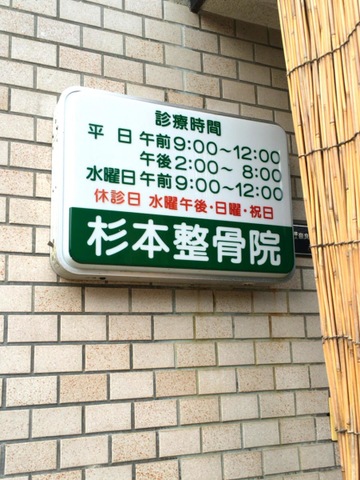 診療時間
平日 午前 9:00〜12:00
午後 2:00〜 8:00
水曜日 午前 9:00〜12:00
休診日 水曜午後・日曜・祝日
杉本整骨院